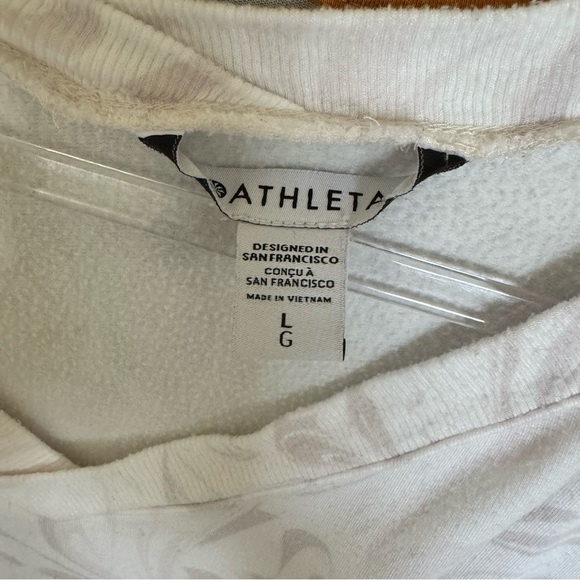 ATHLETA
DESIGNED IN
SAN FRANCISCO
CONÇU À
SAN FRANCISCO
MADE IN VIETNAM
L
G